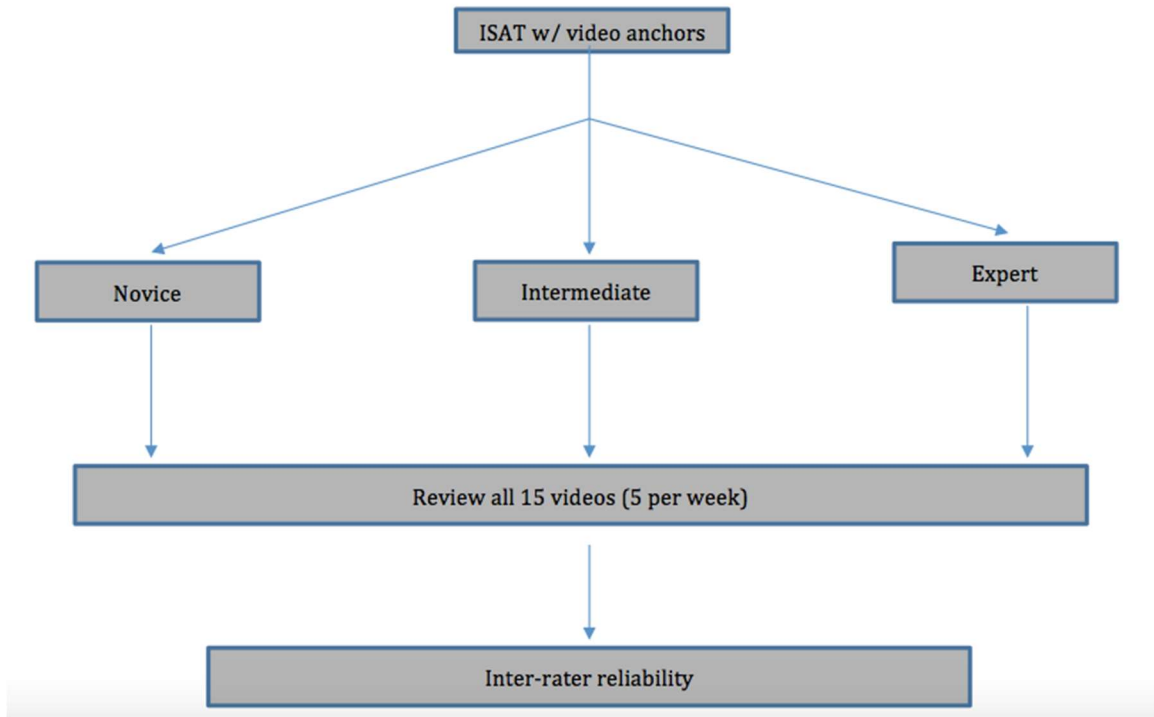 ISAT w/ video anchors
Novice
Intermediate
Expert
Review all 15 videos (5 per week)
Inter-rater reliability